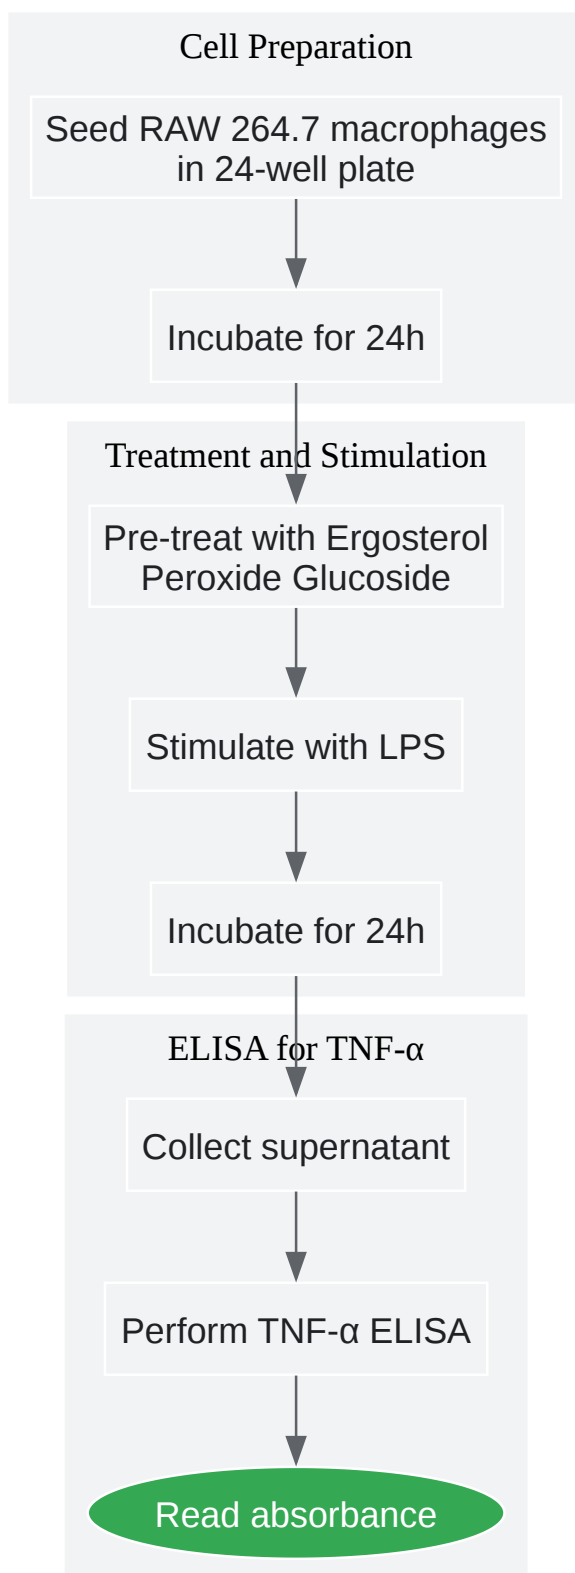 Cell Preparation
Seed RAW 264.7 macrophages
in 24-well plate
Incubate for 24h
Treatment and Stimulation
Pre-treat with Ergosterol
Peroxide Glucoside
Stimulate with LPS
Incubate for 24h
ELISA for TNF-α
Collect supernatant
Perform TNF-α ELISA
Read absorbance